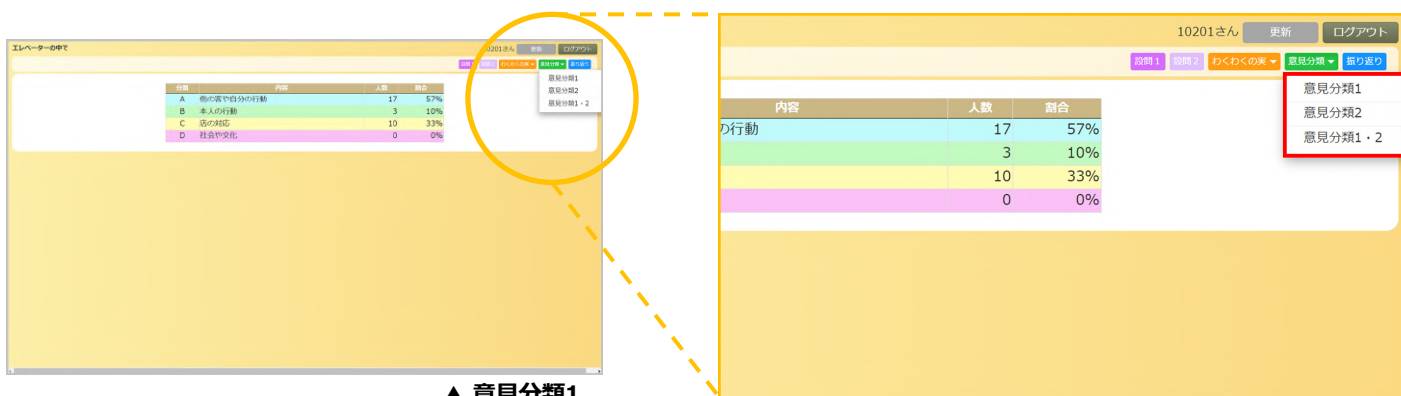 エレベーターの中で
10201さん 更新 ログアウト
設問1 設問2 わくわくの実 意見分類 振り返り
意見分類1
意見分類2
意見分類1・2
分類 内容 人数 割合
A 他の客や自分の行動 17 57%
B 本人の行動 3 10%
C 店の対応 10 33%
D 社会や文化 0 0%
▲ 意見分類1
10201さん 更新 ログアウト
設問1 設問2 わくわくの実 意見分類 振り返り
意見分類1
意見分類2
意見分類1・2
内容 人数 割合
の行動 17 57%
3 10%
10 33%
0 0%